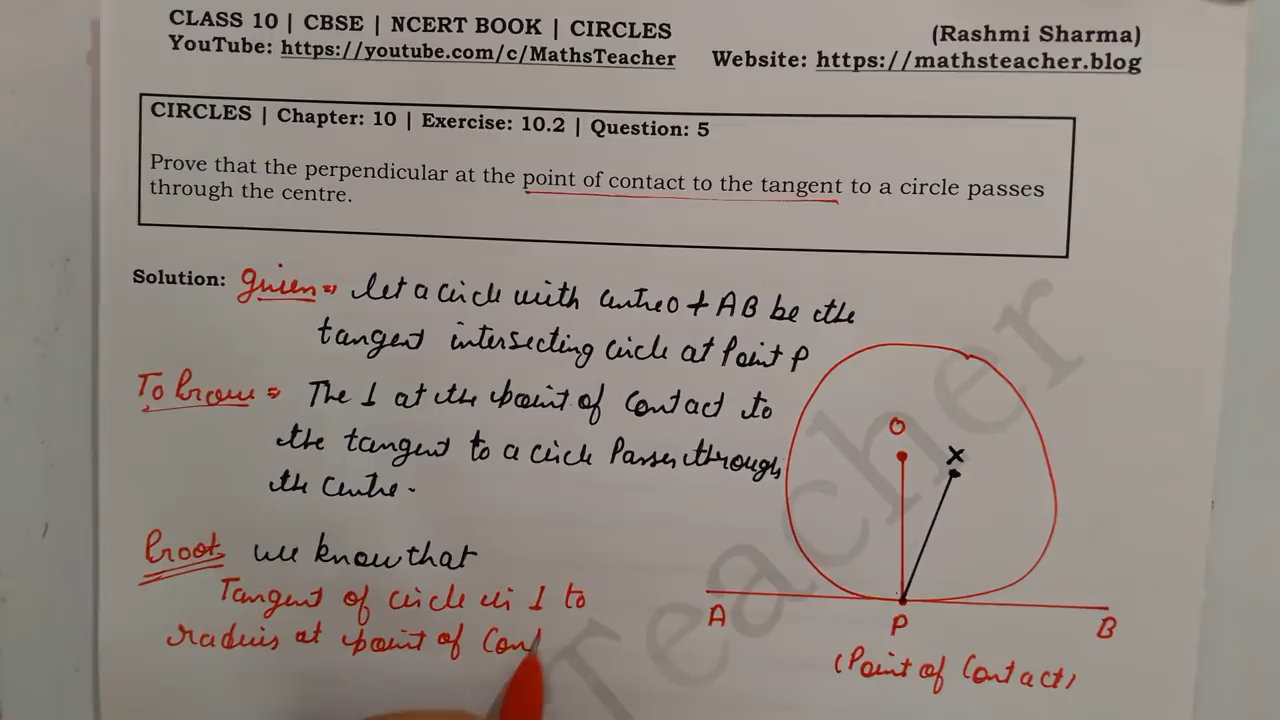 CLASS 10 | CBSE | NCERT BOOK | CIRCLES (Rashmi Sharma)
YouTube: https://youtube.com/c/MathsTeacher Website: https://mathsteacher.blog
CIRCLES | Chapter: 10 | Exercise: 10.2 | Question: 5
Prove that the perpendicular at the point of contact to the tangent to a circle passes
through the centre.
Solution: Given ⇒ Let a circle with centre O + AB be the
tangent intersecting circle at Point P
To Prove ⇒ The ⊥ at the point of Contact to
the tangent to a circle Passes through
the Centre.
Proof we know that
Tangent of circle is ⊥ to
radius at point of Con
O
X
A
P
B
(Point of Contact)
Teacher